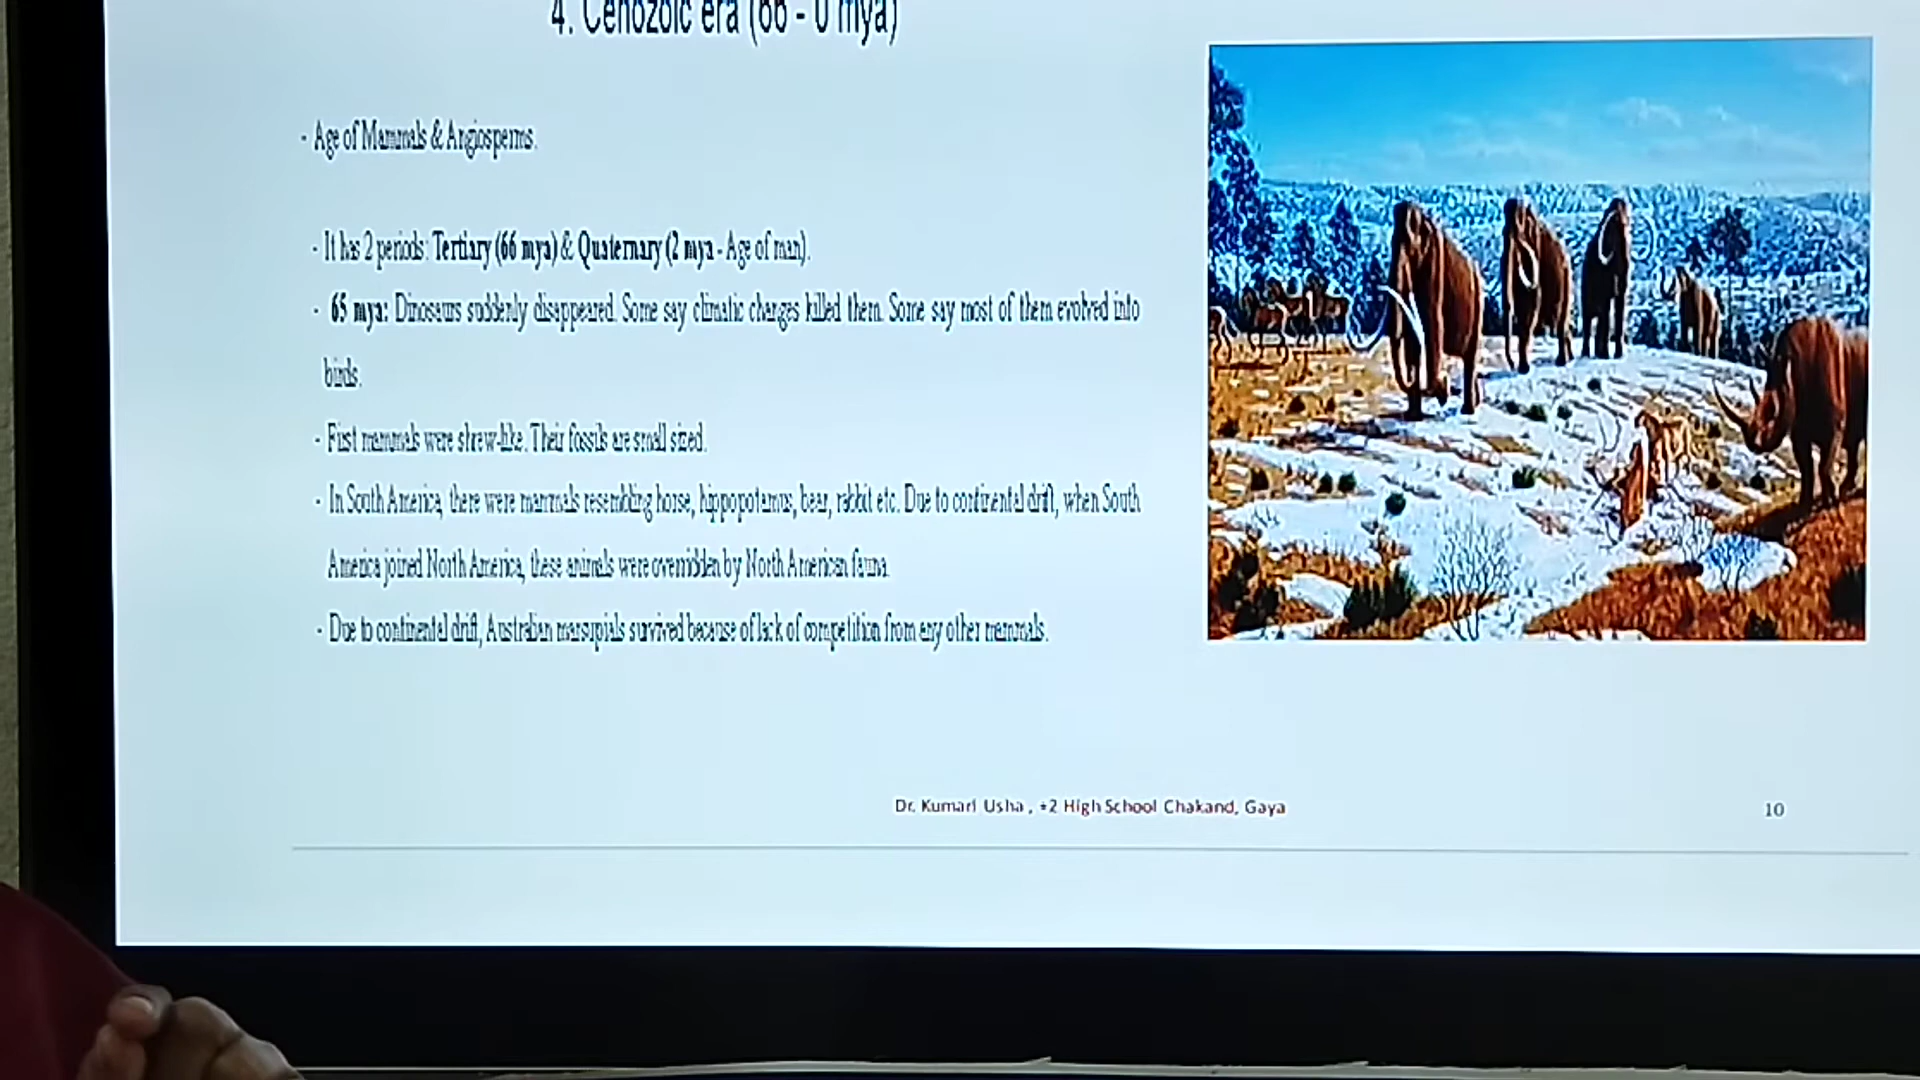 4. Cenozoic era (66 - 0 mya)
- Age of Mammals & Angiosperms.
- It has 2 periods: Tertiary (66 mya) & Quaternary (2 mya - Age of man).
- 65 mya: Dinosaurs suddenly disappeared. Some say climatic changes killed them. Some say most of them evolved into
birds.
- First mammals were shrew-like. Their fossils are small sized.
- In South America, there were mammals resembling horse, hippopotamus, bear, rabbit etc. Due to continental drift, when South
America joined North America, these animals were overridden by North American fauna.
- Due to continental drift, Australian marsupials survived because of lack of competition from any other mammals.
Dr. Kumari Usha , +2 High School Chakand, Gaya
10